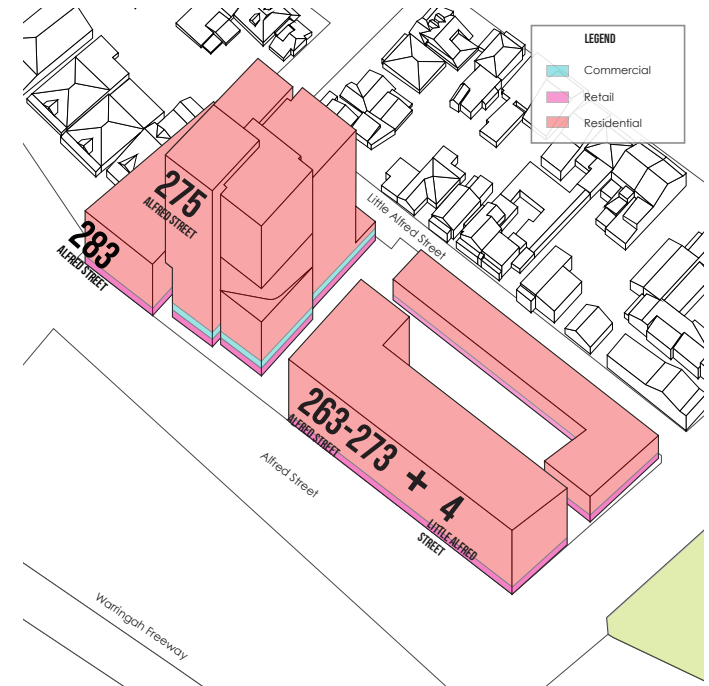 LEGEND
Commercial
Retail
Residential
275
ALFRED STREET
283
ALFRED STREET
Little Alfred Street
263-273 + 4
ALFRED STREET
LITTLE ALFRED
STREET
Alfred Street
Warringah Freeway